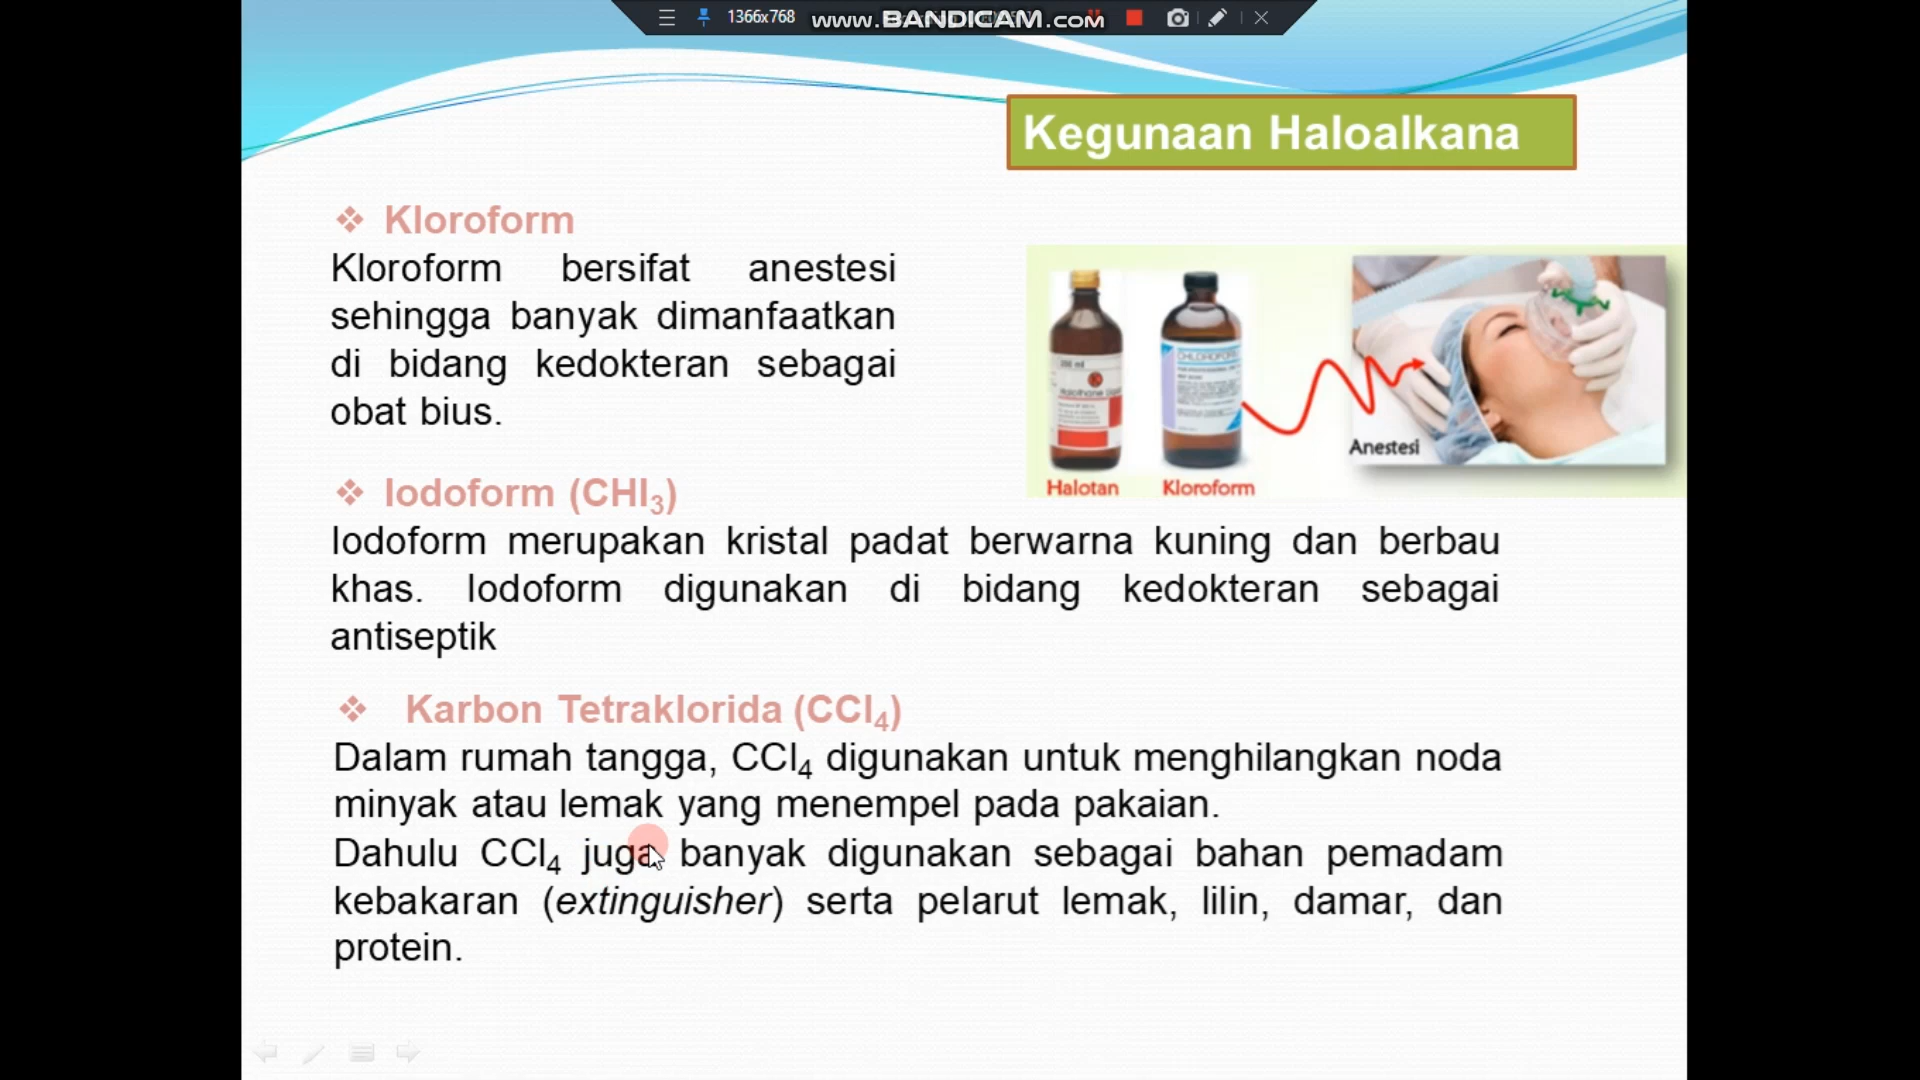 1366x768
www.BANDICAM.com
Kegunaan Haloalkana
Kloroform
Kloroform bersifat anestesi
sehingga banyak dimanfaatkan
di bidang kedokteran sebagai
obat bius.
CHLOROFORM
Anestesi
Halotan Kloroform
Iodoform (CHI₃)
Iodoform merupakan kristal padat berwarna kuning dan berbau
khas. Iodoform digunakan di bidang kedokteran sebagai
antiseptik
Karbon Tetraklorida (CCl₄)
Dalam rumah tangga, CCl₄ digunakan untuk menghilangkan noda
minyak atau lemak yang menempel pada pakaian.
Dahulu CCl₄ juga banyak digunakan sebagai bahan pemadam
kebakaran (extinguisher) serta pelarut lemak, lilin, damar, dan
protein.